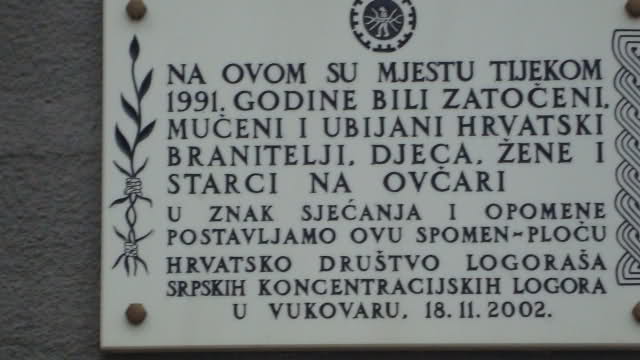 NA OVOM SU MJESTU TIJEKOM
1991. GODINE BILI ZATOČENI,
MUČENI I UBIJANI HRVATSKI
BRANITELJI, DJECA, ŽENE I
STARCI NA OVČARI
U ZNAK SJEĆANJA I OPOMENE
POSTAVLJAMO OVU SPOMEN-PLOČU
HRVATSKO DRUŠTVO LOGORAŠA
SRPSKIH KONCENTRACIJSKIH LOGORA
U VUKOVARU, 18.11.2002.